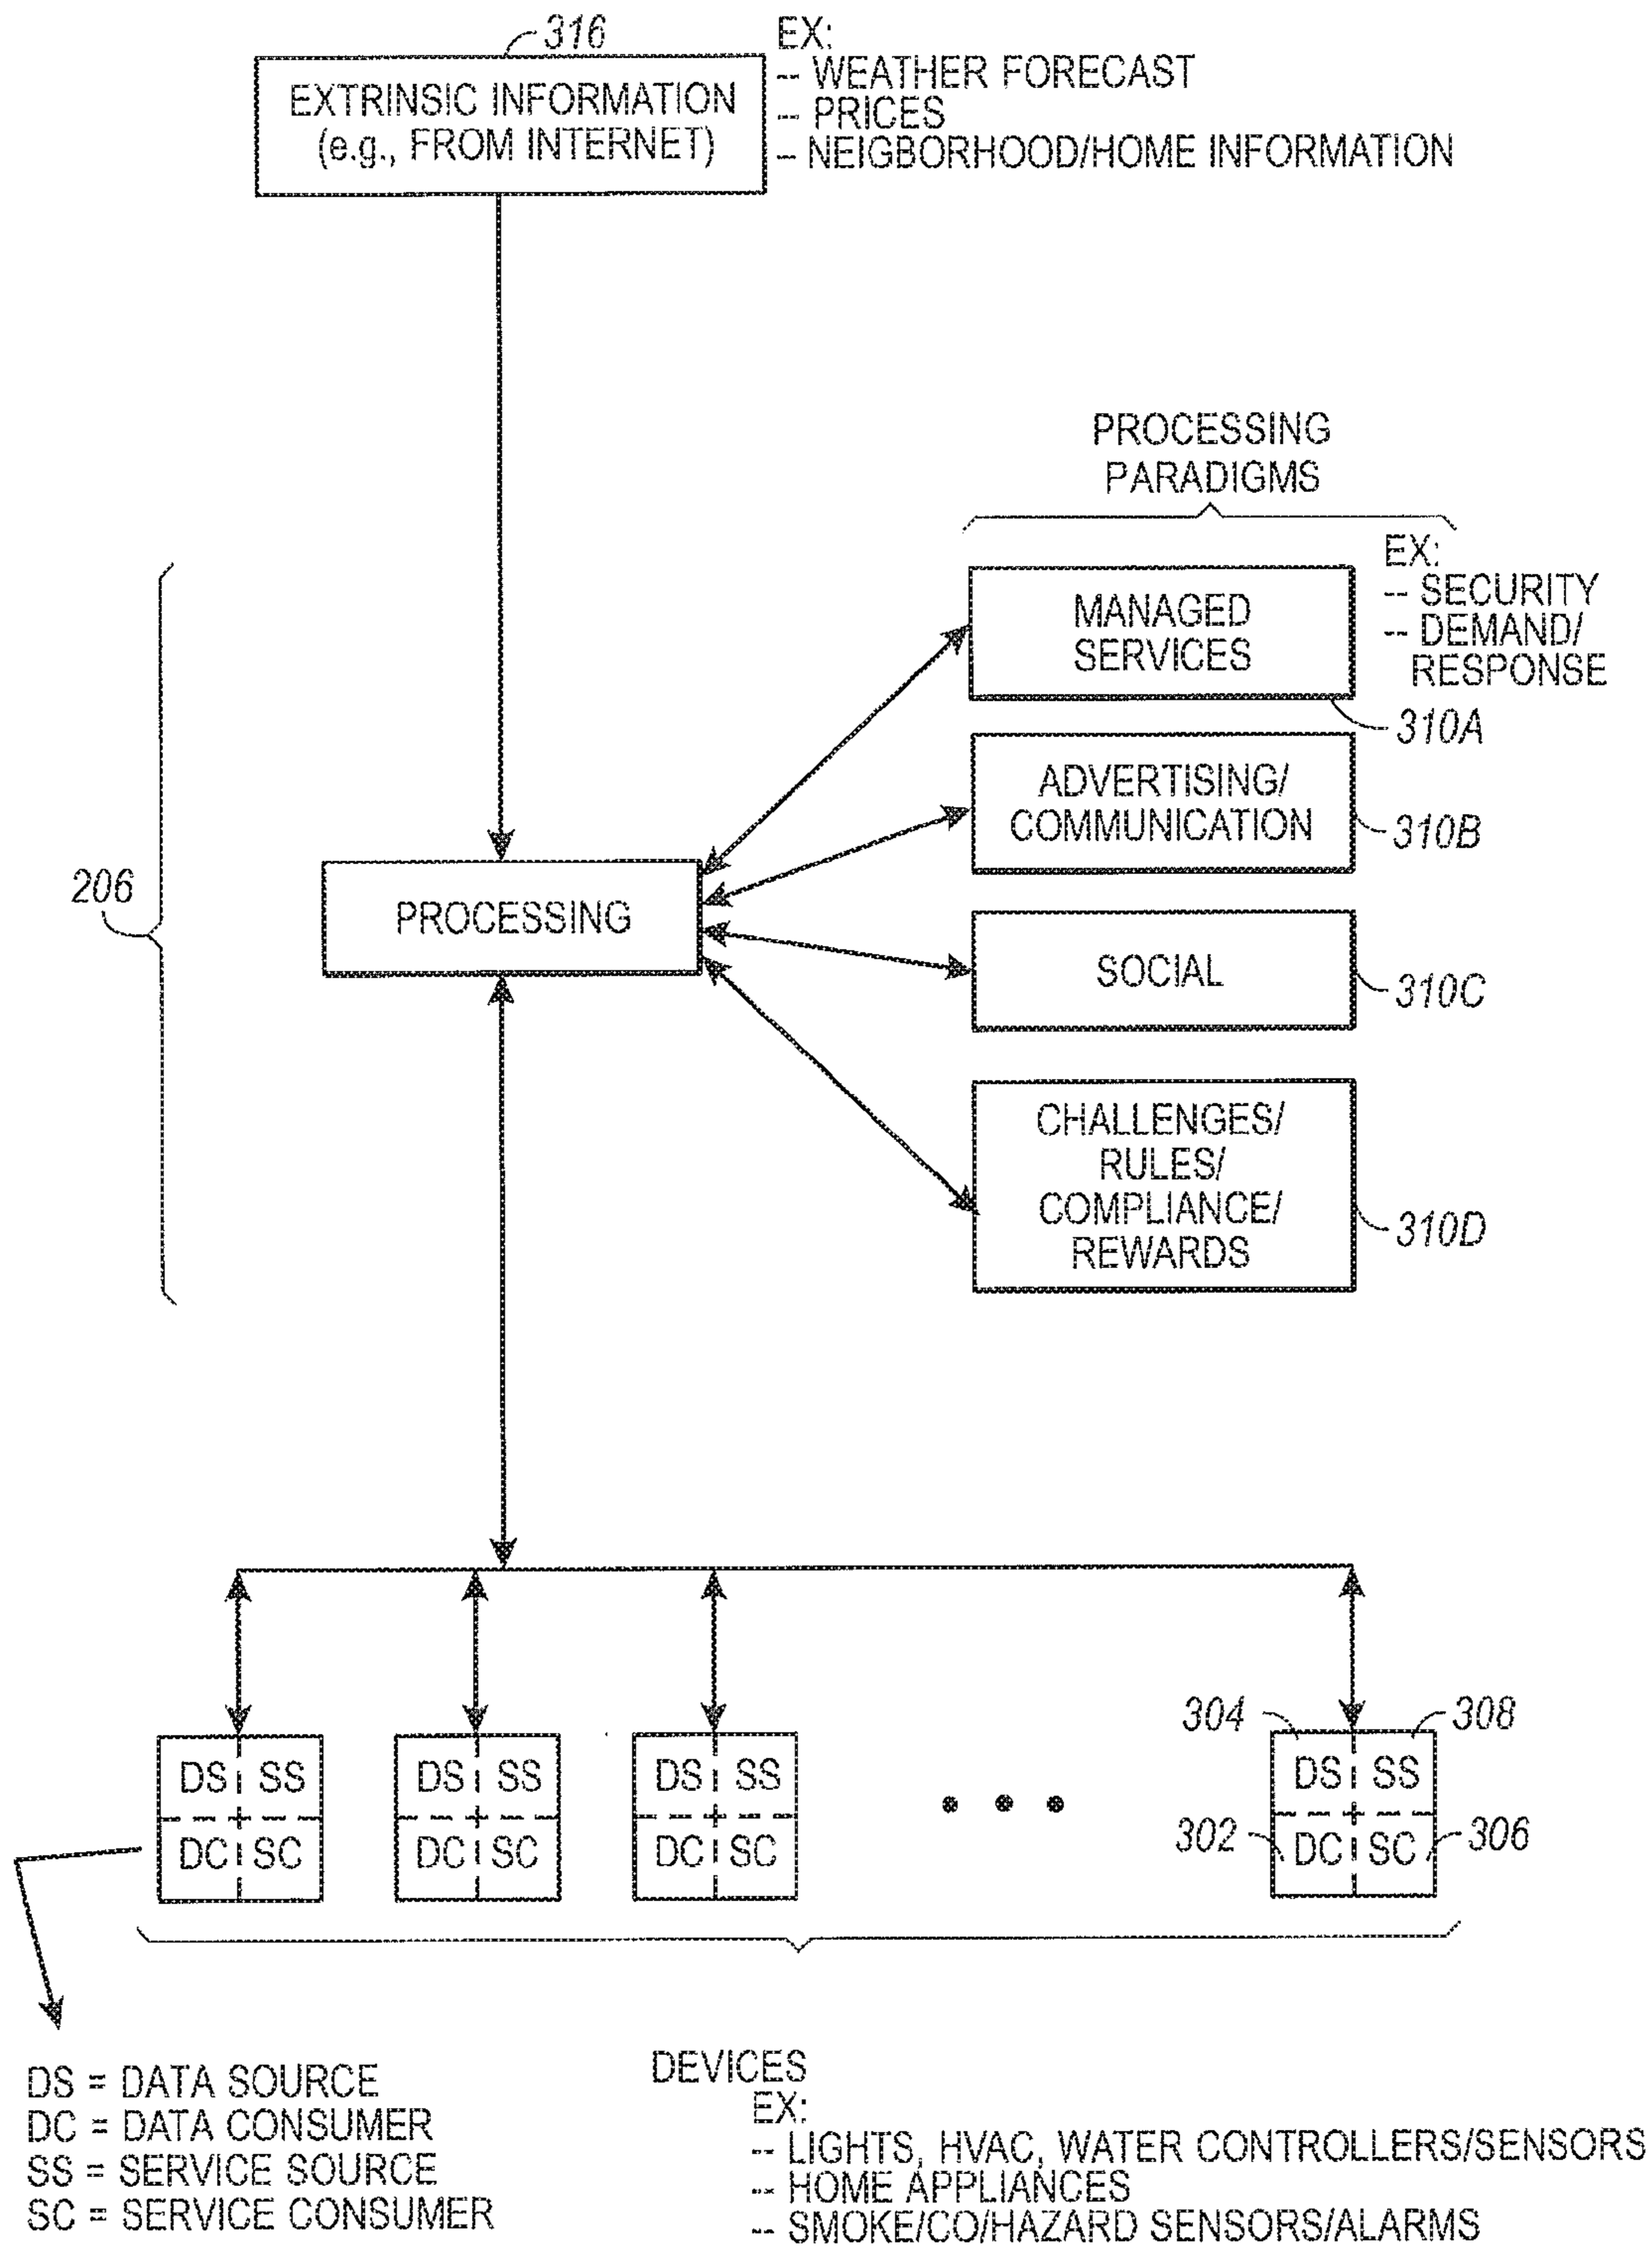 316
EXTRINSIC INFORMATION
(e.g., FROM INTERNET)
EX:
-- WEATHER FORECAST
-- PRICES
-- NEIGBORHOOD/HOME INFORMATION
PROCESSING
PARADIGMS
MANAGED
SERVICES
EX:
-- SECURITY
-- DEMAND/
RESPONSE
310A
ADVERTISING/
COMMUNICATION
310B
206
PROCESSING
SOCIAL
310C
CHALLENGES/
RULES/
COMPLIANCE/
REWARDS
310D
DS SS
DC SC
DS SS
DC SC
DS SS
DC SC
304
308
DS SS
302
DC SC
306
DS = DATA SOURCE
DC = DATA CONSUMER
SS = SERVICE SOURCE
SC = SERVICE CONSUMER
DEVICES
EX:
-- LIGHTS, HVAC, WATER CONTROLLERS/SENSORS
-- HOME APPLIANCES
-- SMOKE/CO/HAZARD SENSORS/ALARMS